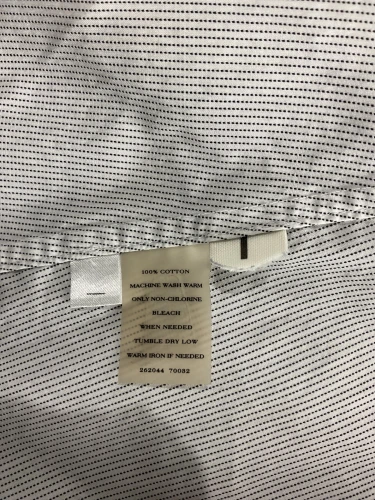 100% COTTON
MACHINE WASH WARM
ONLY NON-CHLORINE
BLEACH
WHEN NEEDED
TUMBLE DRY LOW
WARM IRON IF NEEDED
262044 70032